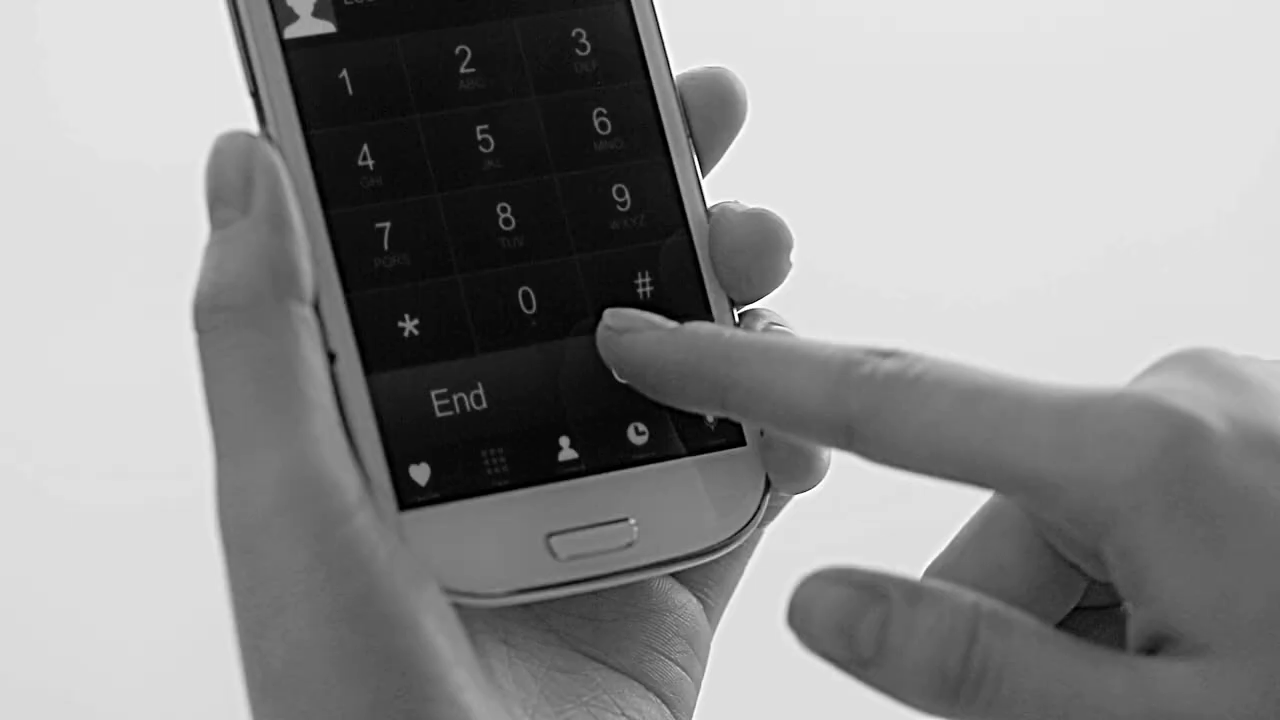 1 2 3
ABC DEF
4 5 6
GHI JKL MNO
7 8 9
PQRS TUV WXYZ
* 0 #
End